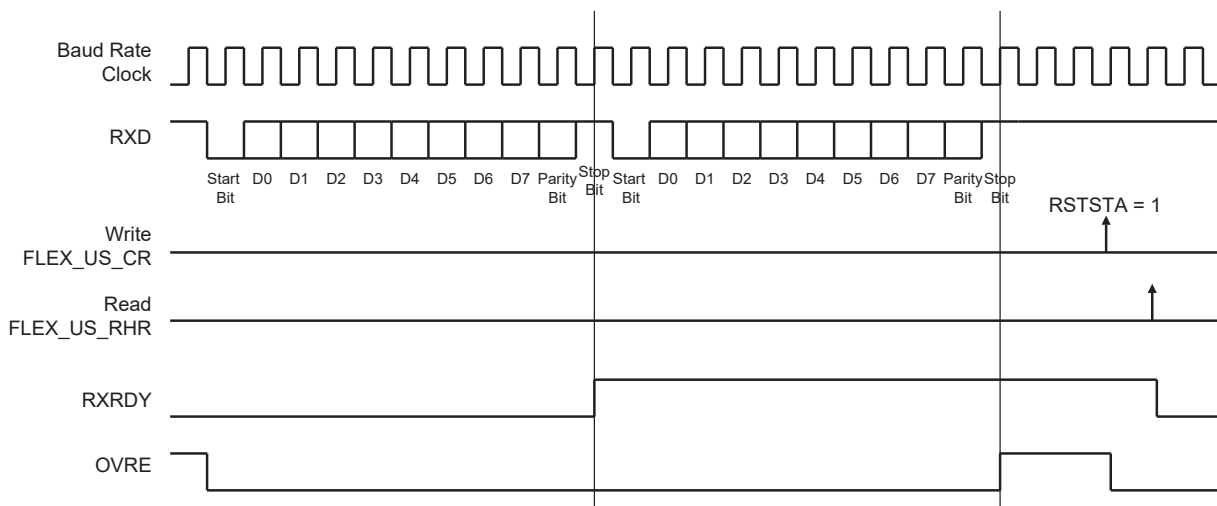 Baud Rate
Clock
RXD
Start
Bit
D0
D1
D2
D3
D4
D5
D6
D7
Parity
Bit
Stop
Bit
Start
Bit
D0
D1
D2
D3
D4
D5
D6
D7
Parity
Bit
Stop
Bit
RSTSTA = 1
Write
FLEX_US_CR
Read
FLEX_US_RHR
RXRDY
OVRE